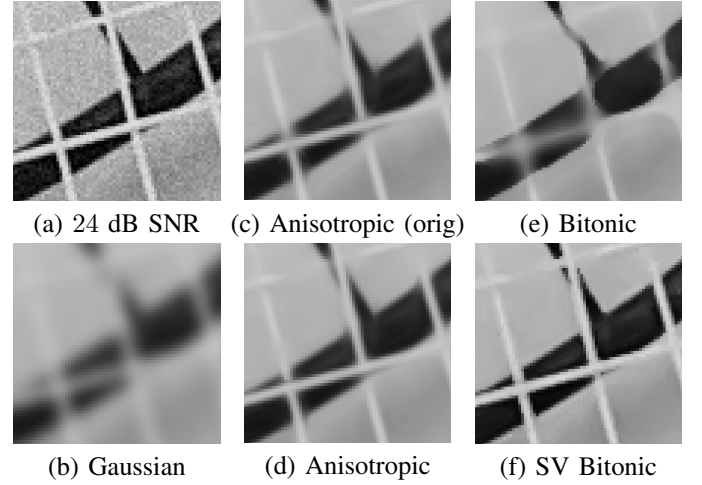 (a) 24 dB SNR
(c) Anisotropic (orig)
(e) Bitonic
(b) Gaussian
(d) Anisotropic
(f) SV Bitonic